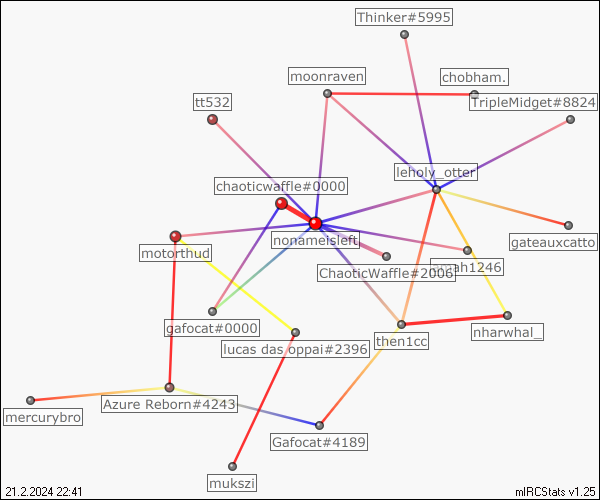 Thinker#5995
moonraven
chobham.
tt532
TripleMidget#8824
leholy_otter
chaoticwaffle#0000
nonameisleft
motorthud
gateauxcatto
ChaoticWaffle#2006
ah1246
gafocat#0000
lucas das oppai#2396
then1cc
nharwhal_
Azure Reborn#4243
mercurybro
Gafocat#4189
mukszi
21.2.2024 22:41
mIRCStats v1.25